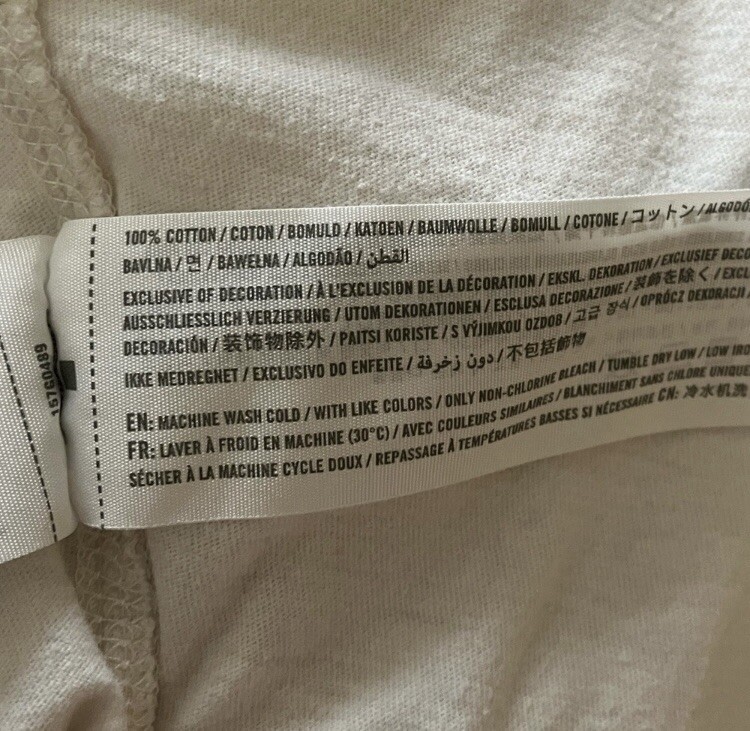 100% COTTON / COTON / BOMULD / KATOEN / BAUMWOLLE / BOMULL / COTONE / コットン / ALGODÓ
BAVLNA / 면 / BAWEŁNA / ALGODÃO / القطن
EXCLUSIVE OF DECORATION / À L'EXCLUSION DE LA DÉCORATION / EKSKL. DEKORATION / EXCLUSIEF DECO
AUSSCHLIESSLICH VERZIERUNG / UTOM DEKORATIONEN / ESCLUSA DECORAZIONE / 装飾を除く / EXCL
DECORACIÓN / 装饰物除外 / PAITSI KORISTE / S VÝJIMKOU OZDOB / 고급 장식 / OPRÓCZ DEKORACJI /
IKKE MEDREGNET / EXCLUSIVO DO ENFEITE / دون زخرفة / 不包括飾物
EN: MACHINE WASH COLD / WITH LIKE COLORS / ONLY NON-CHLORINE BLEACH / TUMBLE DRY LOW / LOW IRO
FR: LAVER À FROID EN MACHINE (30°C) / AVEC COULEURS SIMILAIRES / BLANCHIMENT SANS CHLORE UNIQUE
SÉCHER À LA MACHINE CYCLE DOUX / REPASSAGE À TEMPÉRATURES BASSES SI NÉCESSAIRE CN: 冷水机洗
15760489